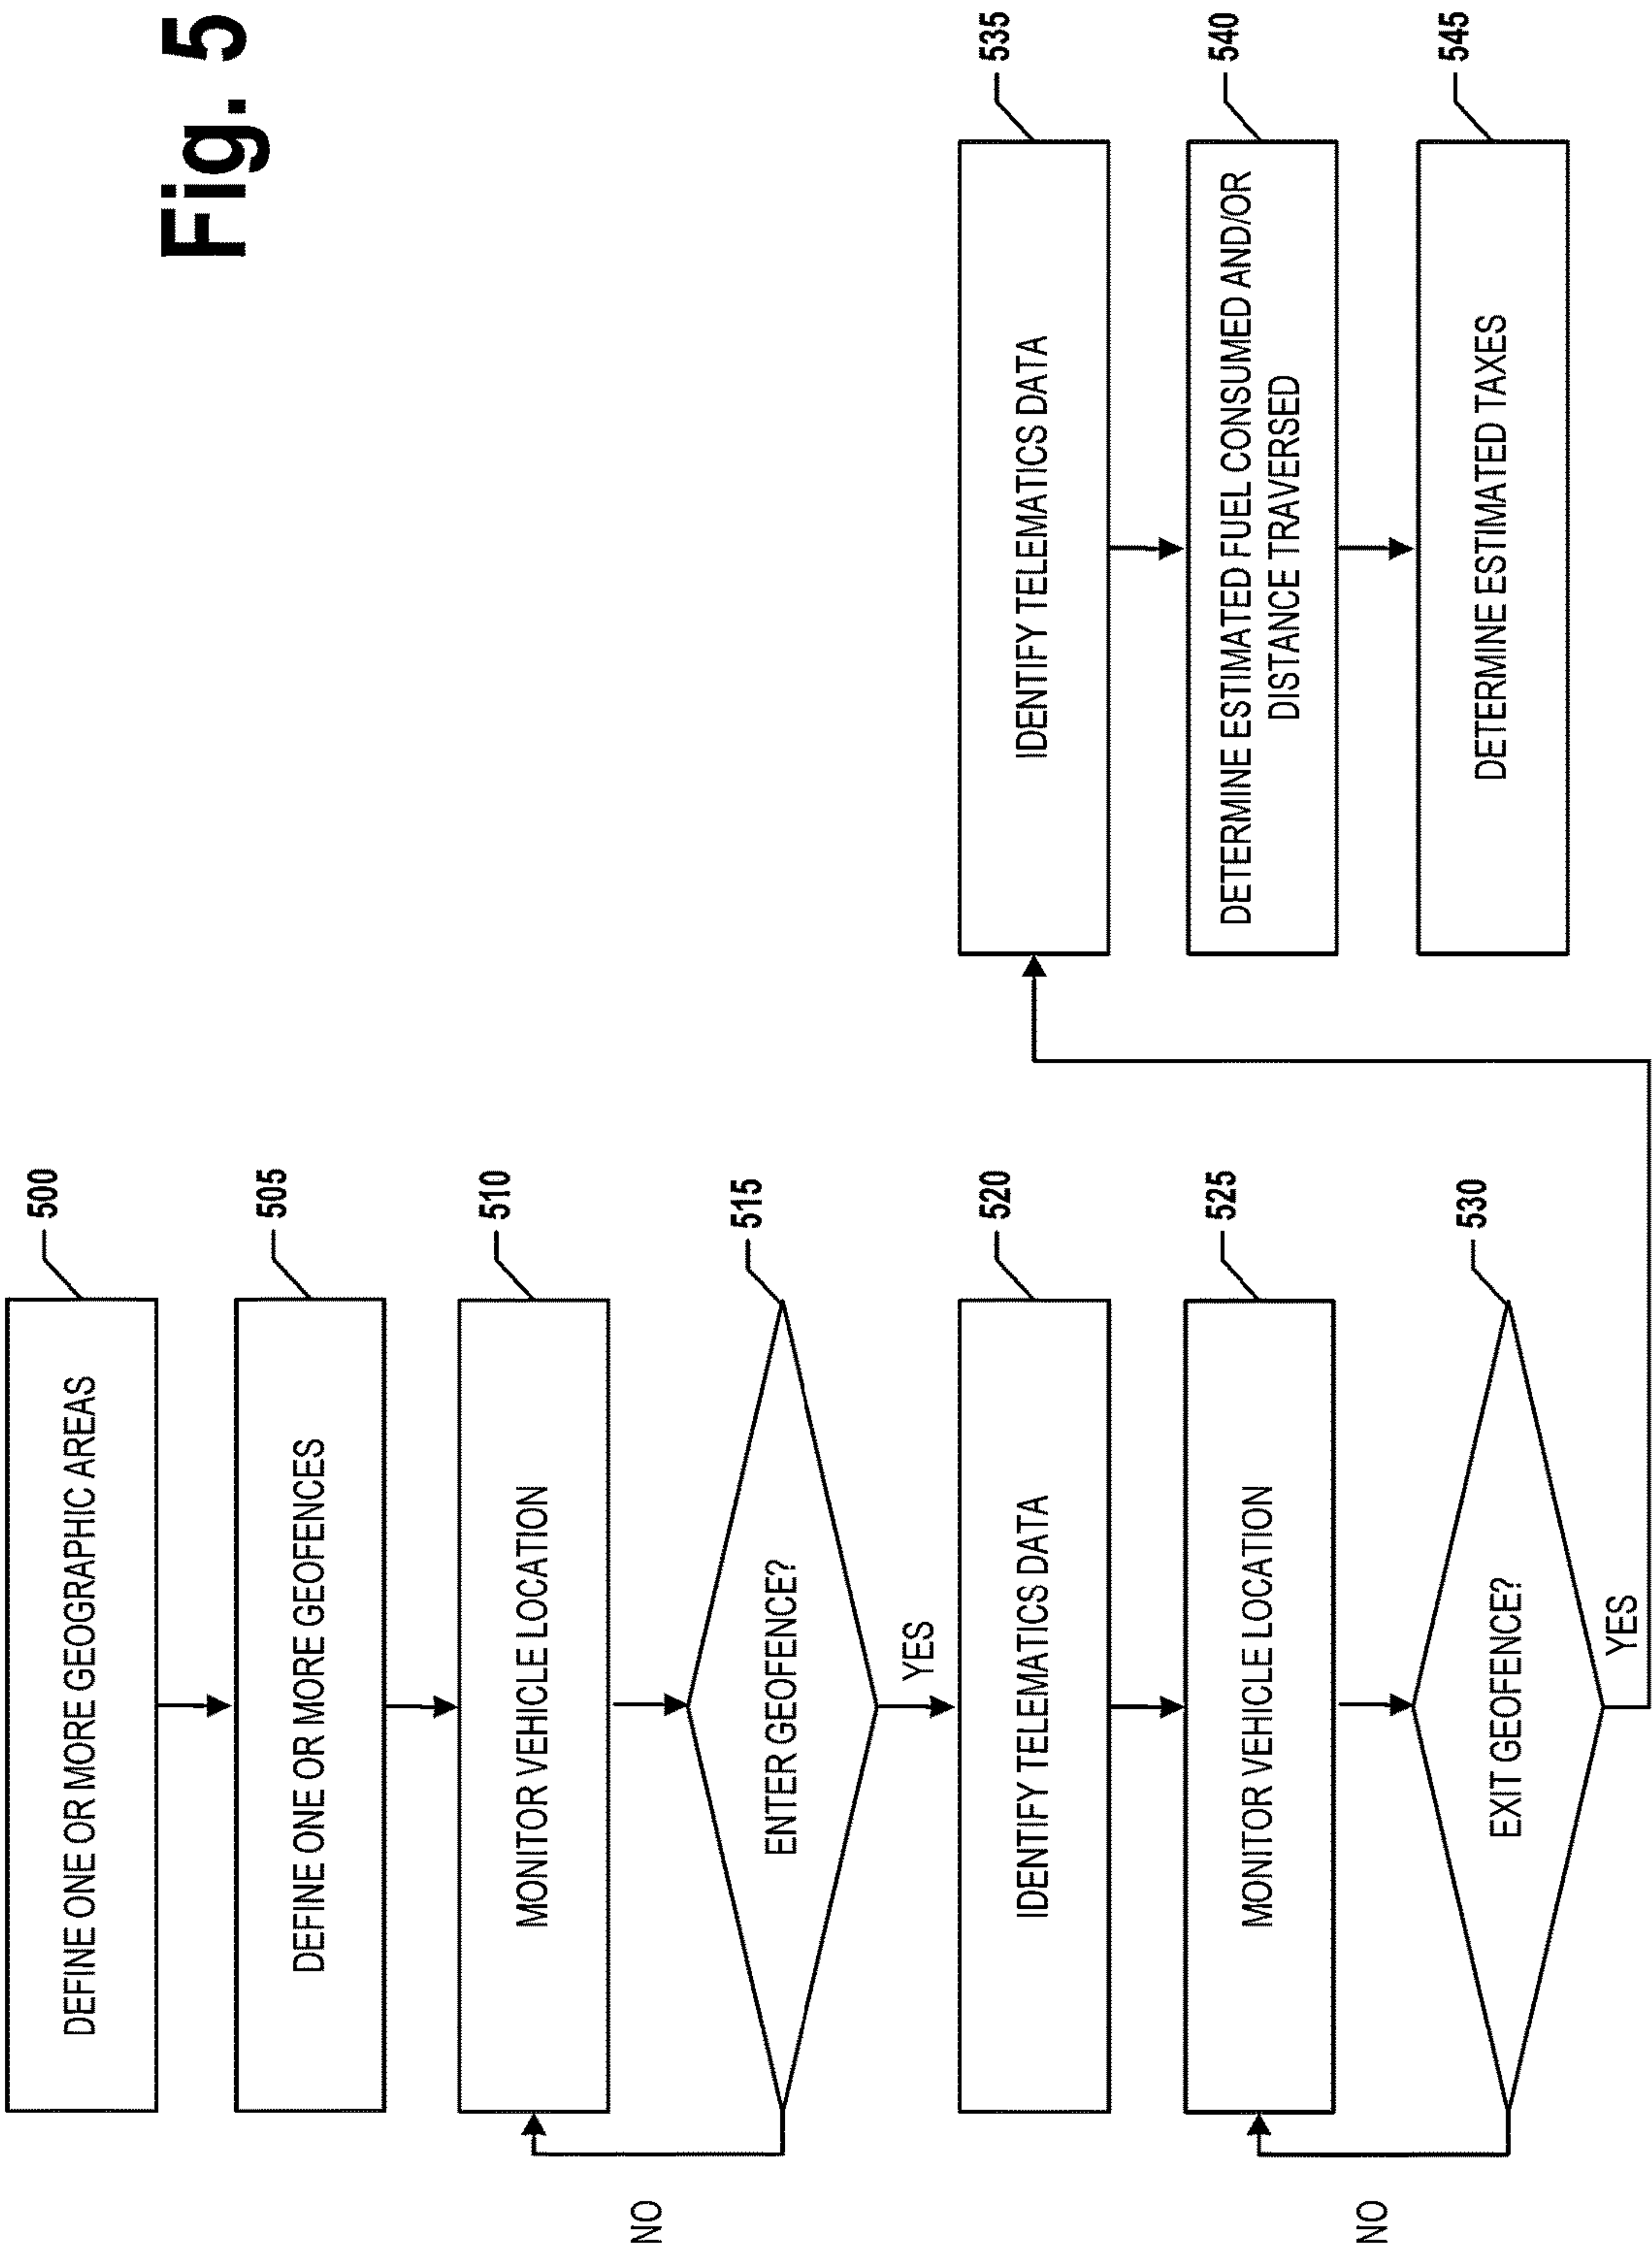 Fig. 5
DEFINE ONE OR MORE GEOGRAPHIC AREAS
500
DEFINE ONE OR MORE GEOFENCES
505
MONITOR VEHICLE LOCATION
510
ENTER GEOFENCE?
515
NO
YES
IDENTIFY TELEMATICS DATA
520
MONITOR VEHICLE LOCATION
525
EXIT GEOFENCE?
530
NO
YES
IDENTIFY TELEMATICS DATA
535
DETERMINE ESTIMATED FUEL CONSUMED AND/OR
DISTANCE TRAVERSED
540
DETERMINE ESTIMATED TAXES
545